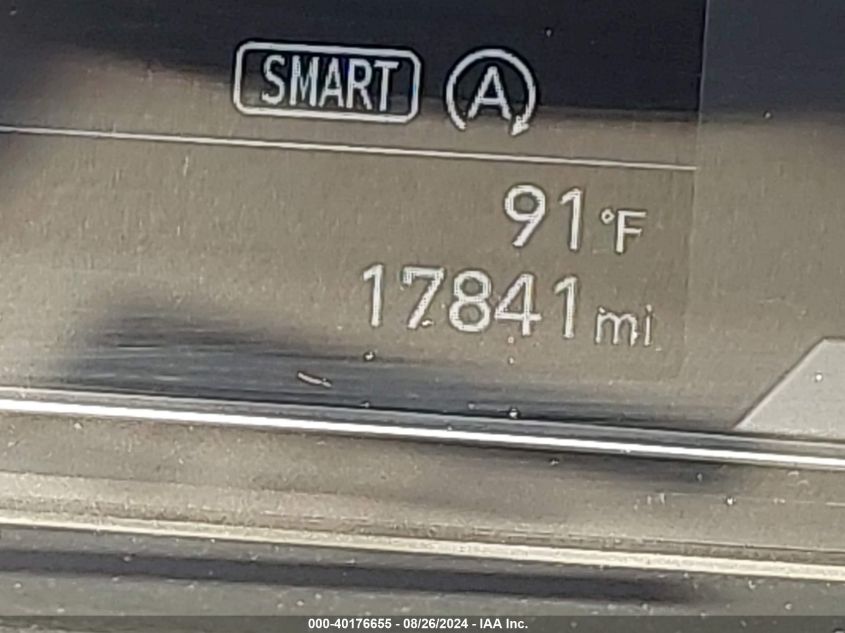 SMART A
91°F
17841 mi
000-40176655 - 08/26/2024 - IAA Inc.